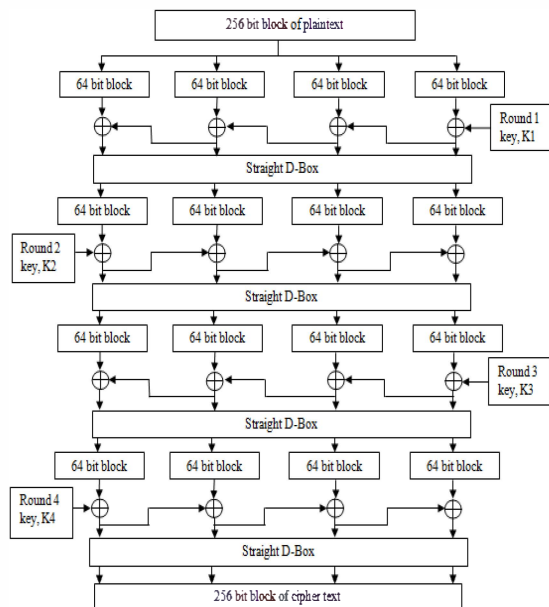 256 bit block of plaintext
64 bit block 64 bit block 64 bit block 64 bit block
Round 1
key, K1
Straight D-Box
64 bit block 64 bit block 64 bit block 64 bit block
Round 2
key, K2
Straight D-Box
64 bit block 64 bit block 64 bit block 64 bit block
Round 3
key, K3
Straight D-Box
64 bit block 64 bit block 64 bit block 64 bit block
Round 4
key, K4
Straight D-Box
256 bit block of cipher text